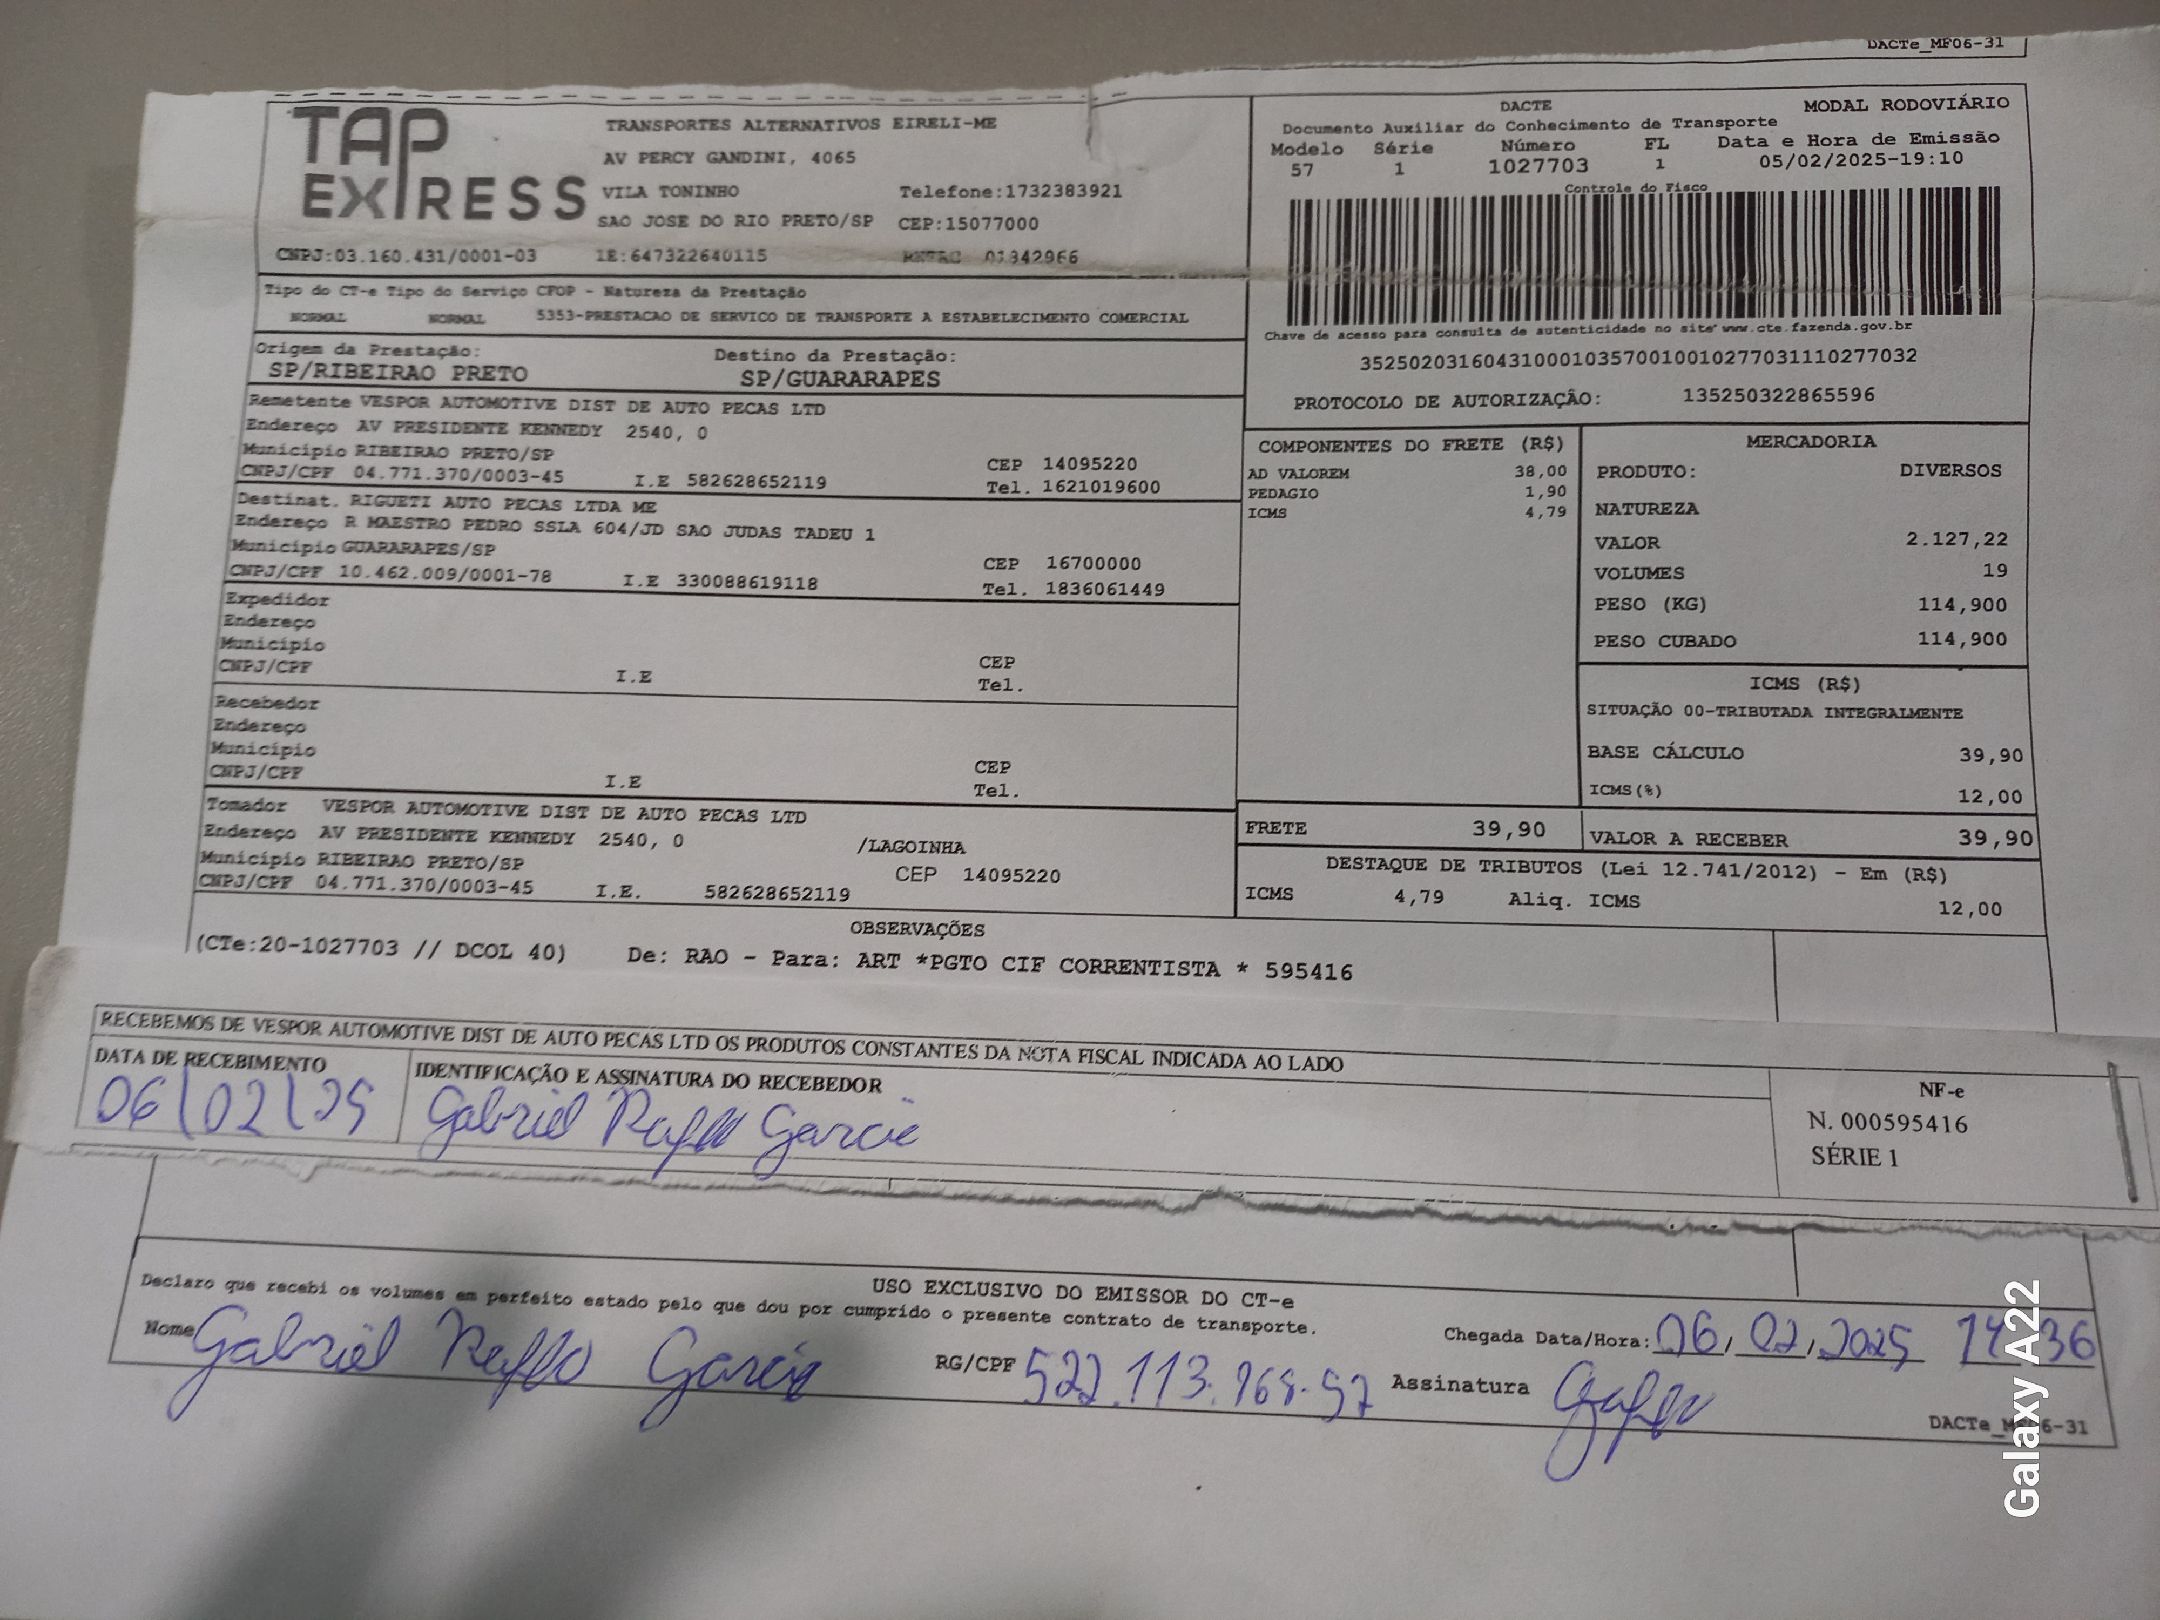 DACTe_MF06-31
TAP EXPRESS
TRANSPORTES ALTERNATIVOS EIRELI-ME
AV PERCY GANDINI, 4065
VILA TONINHO Telefone:1732383921
SAO JOSE DO RIO PRETO/SP CEP:15077000
CNPJ:03.160.431/0001-03 IE:647322640115 01342966
DACTE MODAL RODOVIÁRIO
Documento Auxiliar do Conhecimento de Transporte
Modelo Série Número FL Data e Hora de Emissão
57 1 1027703 1 05/02/2025-19:10
Controle do Fisco
Chave de acesso para consulta de autenticidade no site www.cte.fazenda.gov.br
35250203160431000103570010010277031110277032
PROTOCOLO DE AUTORIZAÇÃO: 135250322865596
Tipo do CT-e Tipo do Serviço CFOP - Natureza da Prestação
NORMAL NORMAL 5353-PRESTACAO DE SERVICO DE TRANSPORTE A ESTABELECIMENTO COMERCIAL
Origem da Prestação: Destino da Prestação:
SP/RIBEIRAO PRETO SP/GUARARAPES
Remetente VESPOR AUTOMOTIVE DIST DE AUTO PECAS LTD
Endereço AV PRESIDENTE KENNEDY 2540, 0
Município RIBEIRAO PRETO/SP CEP 14095220
CNPJ/CPF 04.771.370/0003-45 I.E 582628652119 Tel. 1621019600
Destinat. RIGUETI AUTO PECAS LTDA ME
Endereço R MAESTRO PEDRO SSLA 604/JD SAO JUDAS TADEU 1
Município GUARARAPES/SP CEP 16700000
CNPJ/CPF 10.462.009/0001-78 I.E 330088619118 Tel. 1836061449
Expedidor
Endereço
Município CEP
CNPJ/CPF I.E Tel.
Recebedor
Endereço
Município CEP
CNPJ/CPF I.E Tel.
Tomador VESPOR AUTOMOTIVE DIST DE AUTO PECAS LTD
Endereço AV PRESIDENTE KENNEDY 2540, 0 /LAGOINHA
Município RIBEIRAO PRETO/SP CEP 14095220
CNPJ/CPF 04.771.370/0003-45 I.E. 582628652119
COMPONENTES DO FRETE (R$)
AD VALOREM 38,00
PEDAGIO 1,90
ICMS 4,79
MERCADORIA
PRODUTO: DIVERSOS
NATUREZA
VALOR 2.127,22
VOLUMES 19
PESO (KG) 114,900
PESO CUBADO 114,900
ICMS (R$)
SITUAÇÃO 00-TRIBUTADA INTEGRALMENTE
BASE CÁLCULO 39,90
ICMS(%) 12,00
FRETE 39,90 VALOR A RECEBER 39,90
DESTAQUE DE TRIBUTOS (Lei 12.741/2012) - Em (R$)
ICMS 4,79 Aliq. ICMS 12,00
OBSERVAÇÕES
(CTe:20-1027703 // DCOL 40) De: RAO - Para: ART *PGTO CIF CORRENTISTA * 595416
RECEBEMOS DE VESPOR AUTOMOTIVE DIST DE AUTO PECAS LTD OS PRODUTOS CONSTANTES DA NOTA FISCAL INDICADA AO LADO
DATA DE RECEBIMENTO IDENTIFICAÇÃO E ASSINATURA DO RECEBEDOR
06/02/25 Gabriel Garcia
NF-e
N. 000595416
SÉRIE 1
USO EXCLUSIVO DO EMISSOR DO CT-e
Declaro que recebi os volumes em perfeito estado pelo que dou por cumprido o presente contrato de transporte.
Nome Gabriel Garcia RG/CPF Assinatura
Chegada Data/Hora: 06/02/2025 14 36
DACTe_MF06-31
Galaxy A22